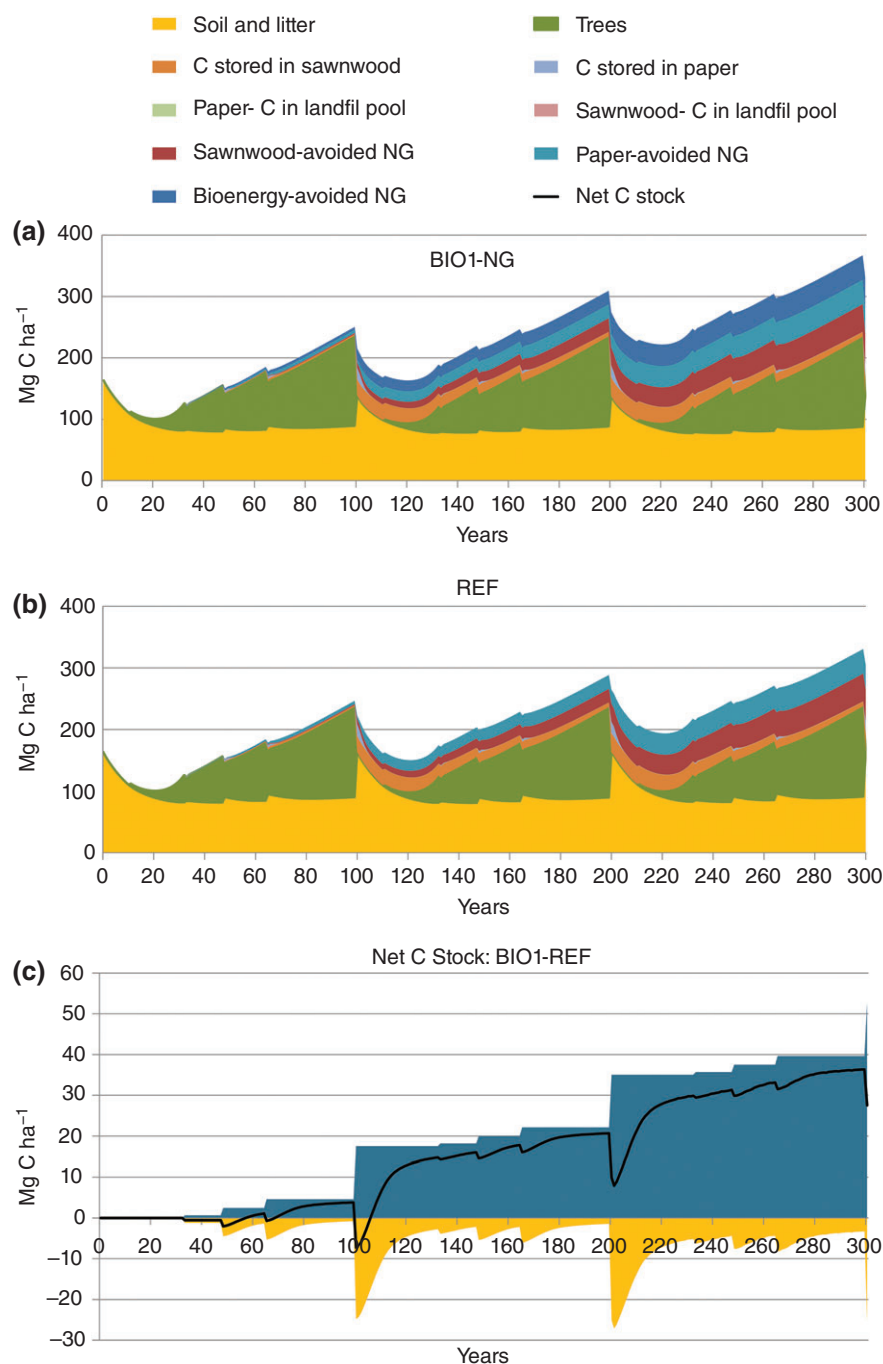 Soil and litter
Trees
C stored in sawnwood
C stored in paper
Paper- C in landfil pool
Sawnwood- C in landfil pool
Sawnwood-avoided NG
Paper-avoided NG
Bioenergy-avoided NG
Net C stock
(a)
BIO1-NG
Mg C ha⁻¹
400
300
200
100
0
0 20 40 60 80 100 120 140 160 180 200 220 240 260 280 300
Years
(b)
REF
Mg C ha⁻¹
400
300
200
100
0
0 20 40 60 80 100 120 140 160 180 200 220 240 260 280 300
Years
(c)
Net C Stock: BIO1-REF
Mg C ha⁻¹
60
50
40
30
20
10
0
−10
−20
−30
0 20 40 60 80 100 120 140 160 180 200 220 240 260 280 300
Years